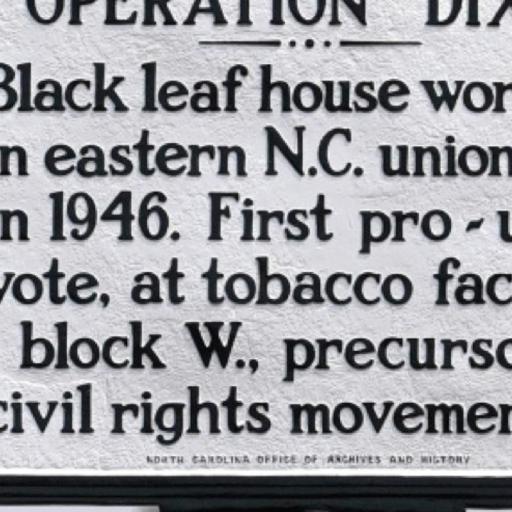 OPERATION DIX
Black leaf house wor
n eastern N.C. union
n 1946. First pro-u
vote, at tobacco fac
block W., precurso
civil rights movemen
NORTH CAROLINA OFFICE OF ARCHIVES AND HISTORY